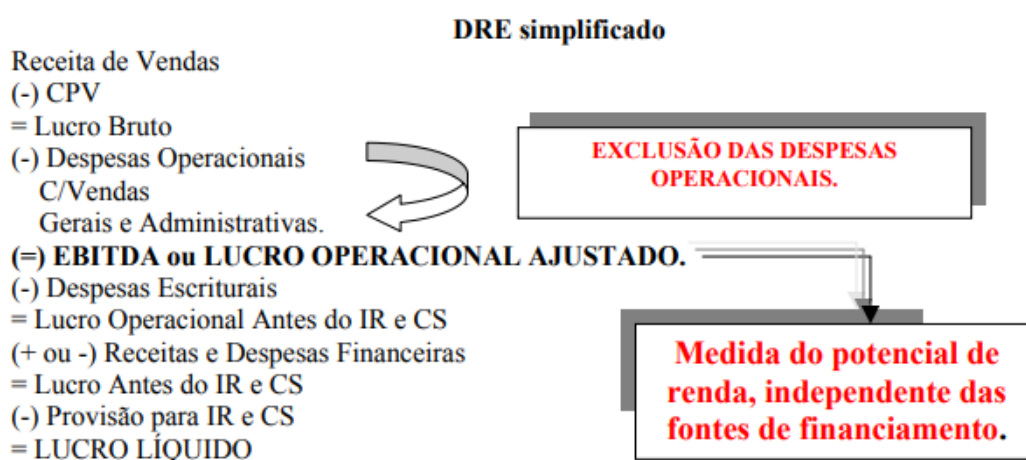 DRE simplificado
Receita de Vendas
(-) CPV
= Lucro Bruto
(-) Despesas Operacionais
C/Vendas
Gerais e Administrativas.
EXCLUSÃO DAS DESPESAS
OPERACIONAIS.
(=) EBITDA ou LUCRO OPERACIONAL AJUSTADO.
(-) Despesas Escriturais
= Lucro Operacional Antes do IR e CS
(+ ou -) Receitas e Despesas Financeiras
= Lucro Antes do IR e CS
(-) Provisão para IR e CS
= LUCRO LÍQUIDO
Medida do potencial de
renda, independente das
fontes de financiamento.